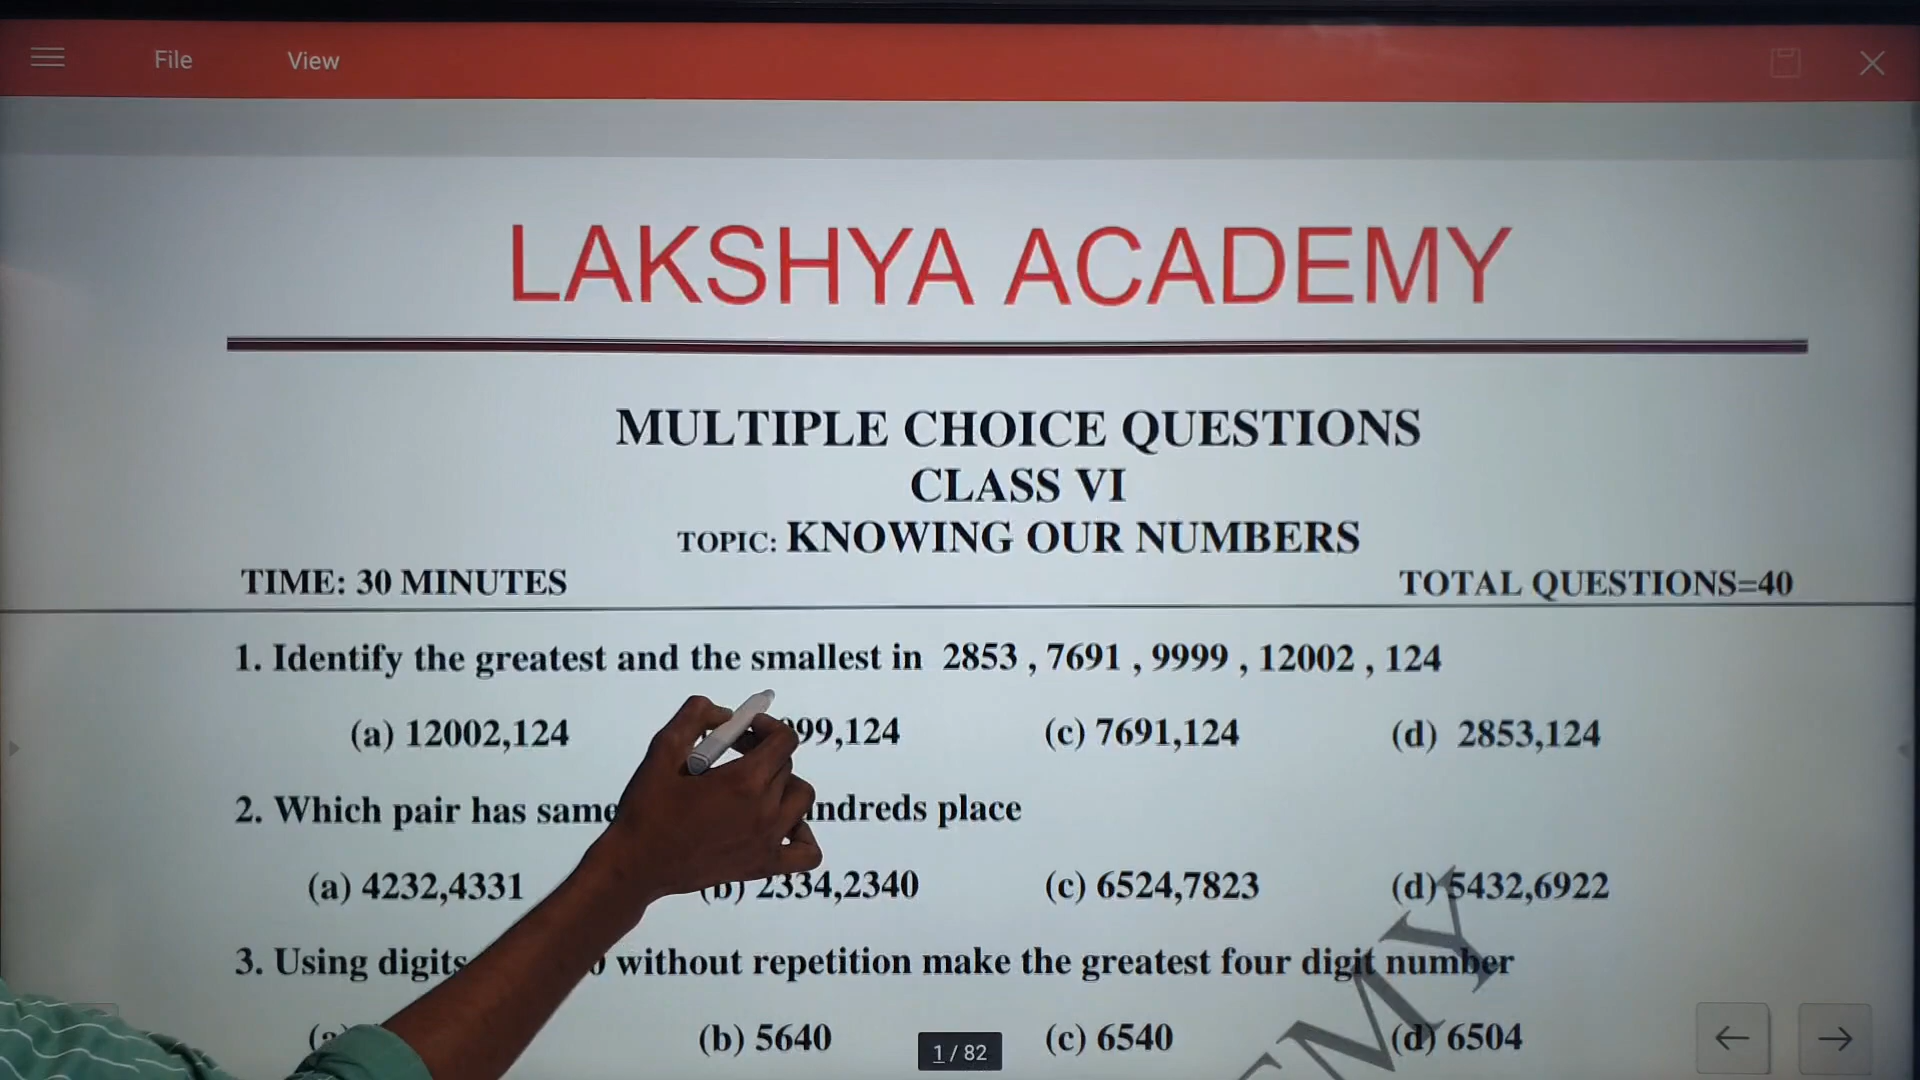 File View
LAKSHYA ACADEMY
MULTIPLE CHOICE QUESTIONS
CLASS VI
TOPIC: KNOWING OUR NUMBERS
TIME: 30 MINUTES TOTAL QUESTIONS=40
1. Identify the greatest and the smallest in 2853 , 7691 , 9999 , 12002 , 124
(a) 12002,124 99,124 (c) 7691,124 (d) 2853,124
2. Which pair has same place
(a) 4232,4331 (b) 2334,2340 (c) 6524,7823 (d) 5432,6922
3. Using digits without repetition make the greatest four digit number
(b) 5640 (c) 6540 (d) 6504
1 / 82